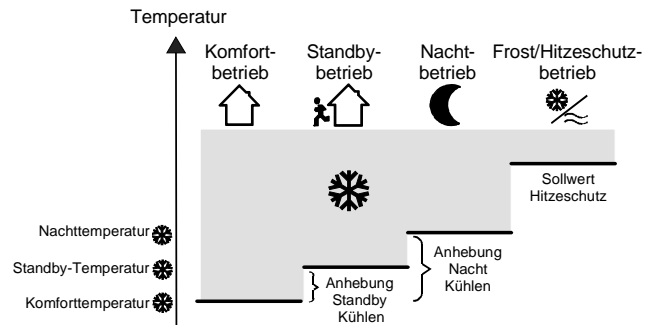 Temperatur
Komfort-
betrieb
Standby-
betrieb
Nacht-
betrieb
Frost/Hitzeschutz-
betrieb
Sollwert
Hitzeschutz
Nachttemperatur
Standby-Temperatur
Komforttemperatur
Anhebung
Standby
Kühlen
Anhebung
Nacht
Kühlen